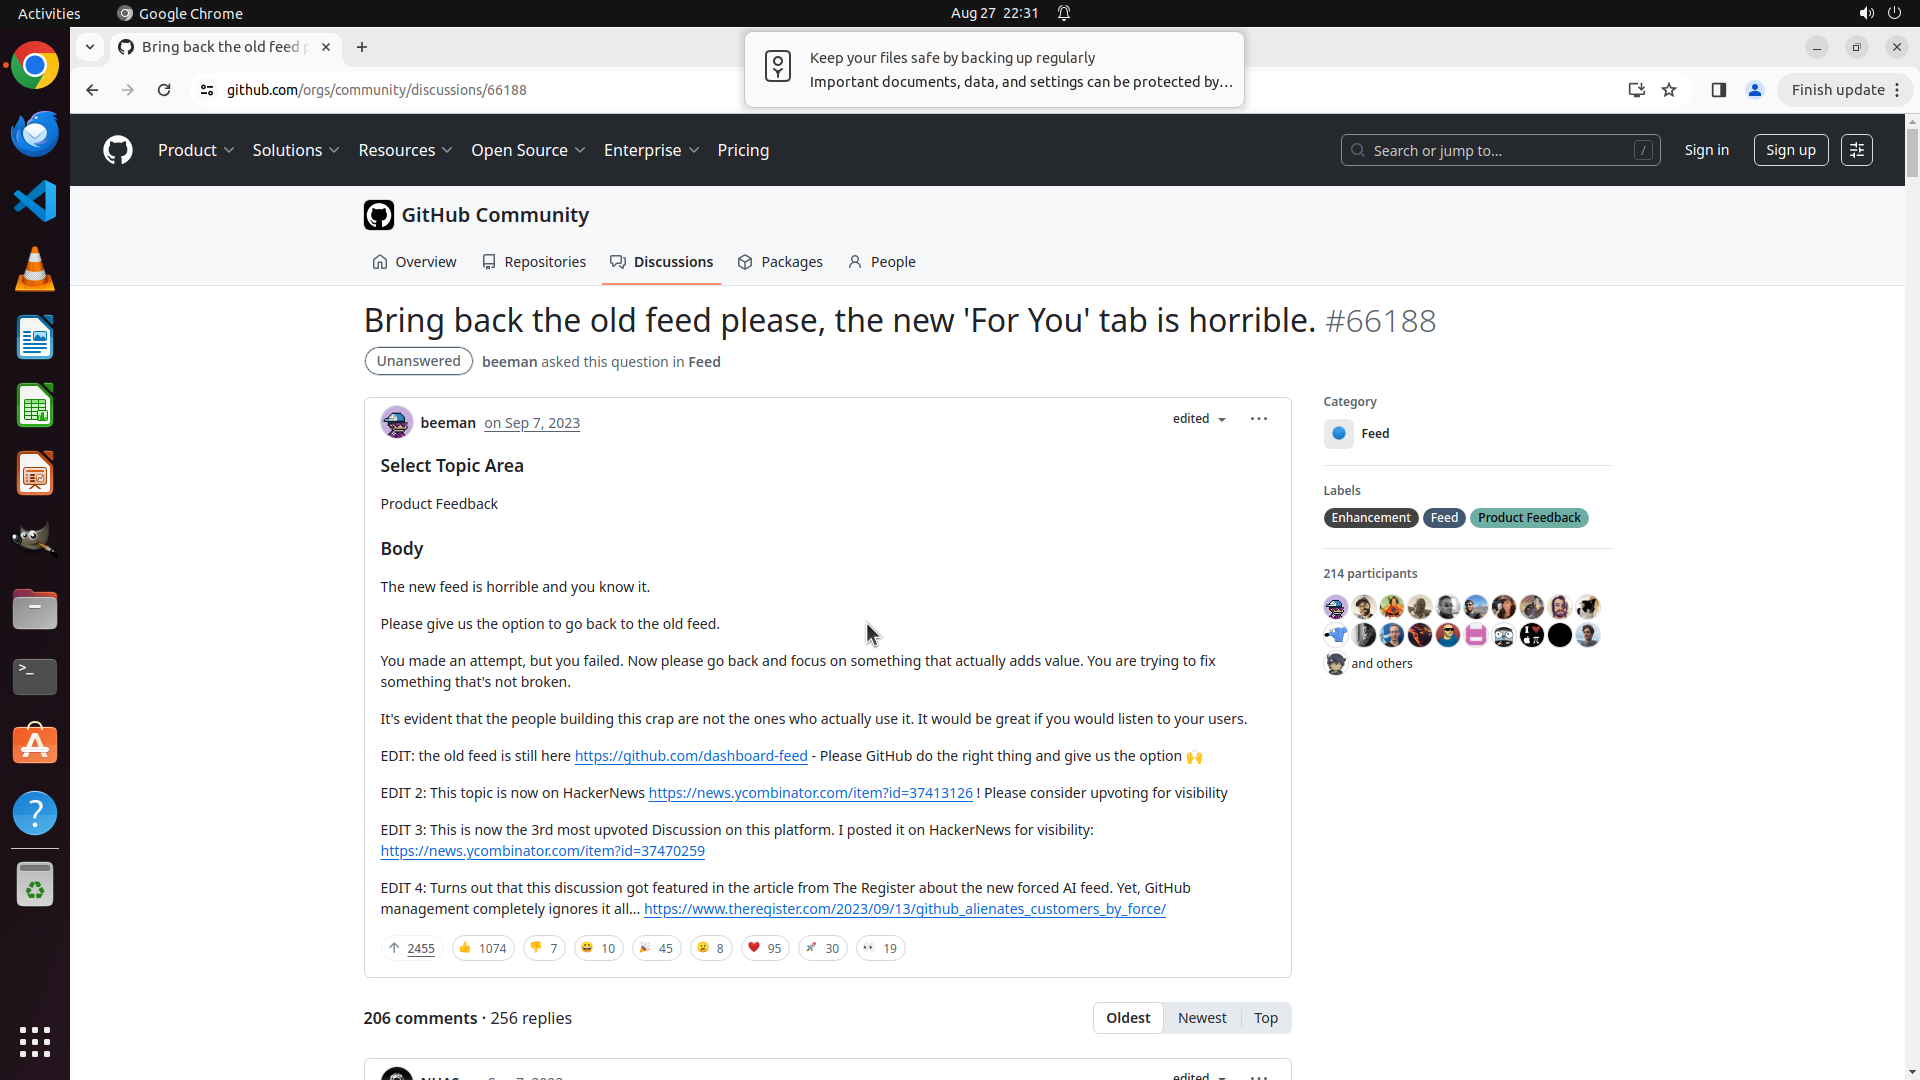 Activities
Google Chrome
Aug 27 22:31
Bring back the old feed
Keep your files safe by backing up regularly
Important documents, data, and settings can be protected by…
github.com/orgs/community/discussions/66188
Finish update
Product
Solutions
Resources
Open Source
Enterprise
Pricing
Search or jump to...
/
Sign in
Sign up
GitHub Community
Overview
Repositories
Discussions
Packages
People
Bring back the old feed please, the new 'For You' tab is horrible. #66188
Unanswered
beeman asked this question in Feed
beeman on Sep 7, 2023
edited
Select Topic Area
Product Feedback
Body
The new feed is horrible and you know it.
Please give us the option to go back to the old feed.
You made an attempt, but you failed. Now please go back and focus on something that actually adds value. You are trying to fix
something that's not broken.
It's evident that the people building this crap are not the ones who actually use it. It would be great if you would listen to your users.
EDIT: the old feed is still here https://github.com/dashboard-feed - Please GitHub do the right thing and give us the option 🙌
EDIT 2: This topic is now on HackerNews https://news.ycombinator.com/item?id=37413126 ! Please consider upvoting for visibility
EDIT 3: This is now the 3rd most upvoted Discussion on this platform. I posted it on HackerNews for visibility:
https://news.ycombinator.com/item?id=37470259
EDIT 4: Turns out that this discussion got featured in the article from The Register about the new forced AI feed. Yet, GitHub
management completely ignores it all... https://www.theregister.com/2023/09/13/github_alienates_customers_by_force/
2455
1074
7
10
45
8
95
30
19
Category
Feed
Labels
Enhancement
Feed
Product Feedback
214 participants
and others
206 comments · 256 replies
Oldest
Newest
Top
edited